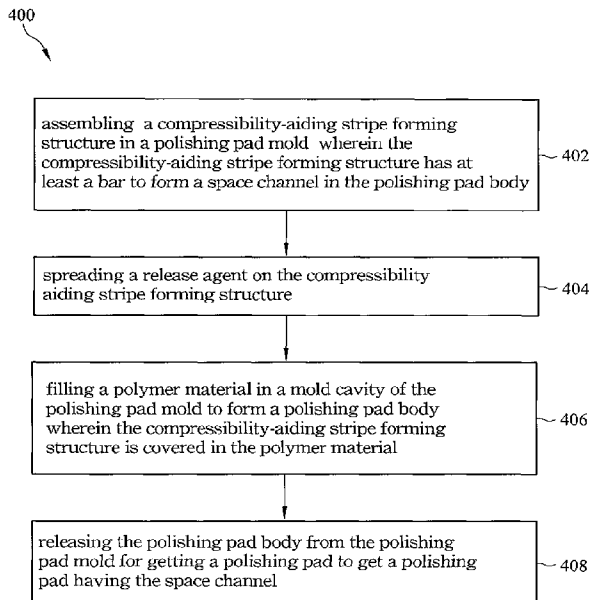 400
assembling a compressibility-aiding stripe forming
structure in a polishing pad mold wherein the
compressibility-aiding stripe forming structure has at
least a bar to form a space channel in the polishing pad body
402
spreading a release agent on the compressibility
aiding stripe forming structure
404
filling a polymer material in a mold cavity of the
polishing pad mold to form a polishing pad body
wherein the compressibility-aiding stripe forming
structure is covered in the polymer material
406
releasing the polishing pad body from the polishing
pad mold for getting a polishing pad to get a polishing
pad having the space channel
408